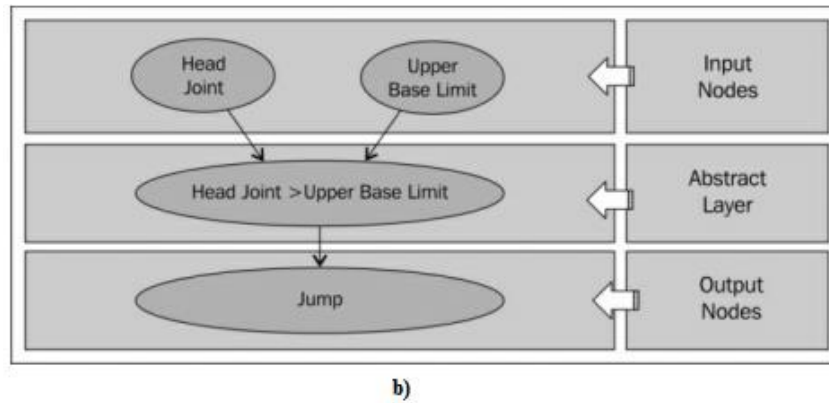 Head
Joint
Upper
Base Limit
Input
Nodes
Head Joint >Upper Base Limit
Abstract
Layer
Jump
Output
Nodes
b)